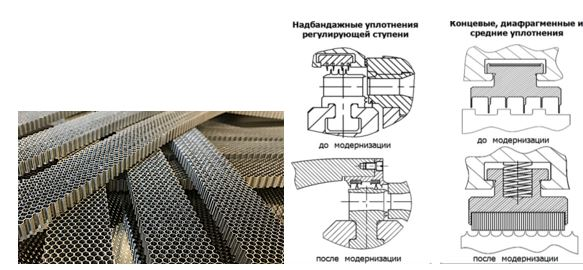 Надбандажные уплотнения
регулирующей ступени
до модернизации
после модернизации
Концевые, диафрагменные и
средние уплотнения
до модернизации
после модернизации